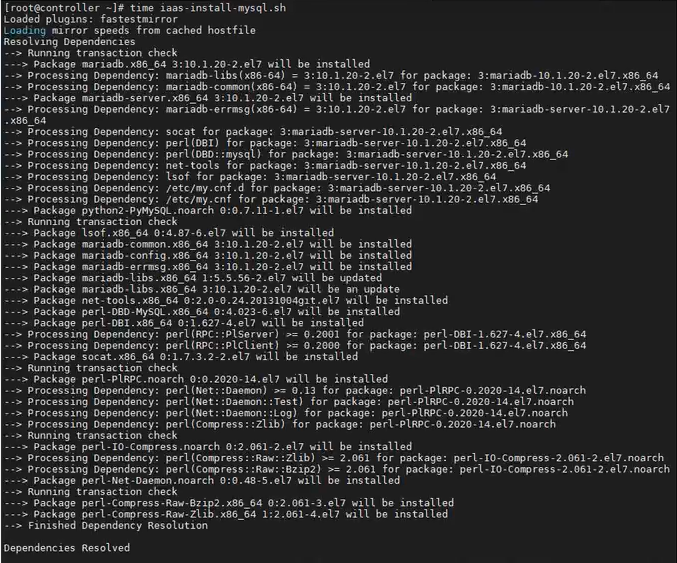 [root@controller ~]# time iaas-install-mysql.sh
Loaded plugins: fastestmirror
Loading mirror speeds from cached hostfile
Resolving Dependencies
--> Running transaction check
---> Package mariadb.x86_64 3:10.1.20-2.el7 will be installed
--> Processing Dependency: mariadb-libs(x86-64) = 3:10.1.20-2.el7 for package: 3:mariadb-10.1.20-2.el7.x86_64
--> Processing Dependency: mariadb-common(x86-64) = 3:10.1.20-2.el7 for package: 3:mariadb-10.1.20-2.el7.x86_64
---> Package mariadb-server.x86_64 3:10.1.20-2.el7 will be installed
--> Processing Dependency: mariadb-errmsg(x86-64) = 3:10.1.20-2.el7 for package: 3:mariadb-server-10.1.20-2.el7
.x86_64
--> Processing Dependency: socat for package: 3:mariadb-server-10.1.20-2.el7.x86_64
--> Processing Dependency: perl(DBI) for package: 3:mariadb-server-10.1.20-2.el7.x86_64
--> Processing Dependency: perl(DBD::mysql) for package: 3:mariadb-server-10.1.20-2.el7.x86_64
--> Processing Dependency: net-tools for package: 3:mariadb-server-10.1.20-2.el7.x86_64
--> Processing Dependency: lsof for package: 3:mariadb-server-10.1.20-2.el7.x86_64
--> Processing Dependency: /etc/my.cnf.d for package: 3:mariadb-server-10.1.20-2.el7.x86_64
--> Processing Dependency: /etc/my.cnf for package: 3:mariadb-server-10.1.20-2.el7.x86_64
---> Package python2-PyMySQL.noarch 0:0.7.11-1.el7 will be installed
--> Running transaction check
---> Package lsof.x86_64 0:4.87-6.el7 will be installed
---> Package mariadb-common.x86_64 3:10.1.20-2.el7 will be installed
---> Package mariadb-config.x86_64 3:10.1.20-2.el7 will be installed
---> Package mariadb-errmsg.x86_64 3:10.1.20-2.el7 will be installed
---> Package mariadb-libs.x86_64 1:5.5.56-2.el7 will be updated
---> Package mariadb-libs.x86_64 3:10.1.20-2.el7 will be an update
---> Package net-tools.x86_64 0:2.0-0.24.20131004git.el7 will be installed
---> Package perl-DBD-MySQL.x86_64 0:4.023-6.el7 will be installed
---> Package perl-DBI.x86_64 0:1.627-4.el7 will be installed
--> Processing Dependency: perl(RPC::PlServer) >= 0.2001 for package: perl-DBI-1.627-4.el7.x86_64
--> Processing Dependency: perl(RPC::PlClient) >= 0.2000 for package: perl-DBI-1.627-4.el7.x86_64
---> Package socat.x86_64 0:1.7.3.2-2.el7 will be installed
--> Running transaction check
---> Package perl-PlRPC.noarch 0:0.2020-14.el7 will be installed
--> Processing Dependency: perl(Net::Daemon) >= 0.13 for package: perl-PlRPC-0.2020-14.el7.noarch
--> Processing Dependency: perl(Net::Daemon::Test) for package: perl-PlRPC-0.2020-14.el7.noarch
--> Processing Dependency: perl(Net::Daemon::Log) for package: perl-PlRPC-0.2020-14.el7.noarch
--> Processing Dependency: perl(Compress::Zlib) for package: perl-PlRPC-0.2020-14.el7.noarch
--> Running transaction check
---> Package perl-IO-Compress.noarch 0:2.061-2.el7 will be installed
--> Processing Dependency: perl(Compress::Raw::Zlib) >= 2.061 for package: perl-IO-Compress-2.061-2.el7.noarch
--> Processing Dependency: perl(Compress::Raw::Bzip2) >= 2.061 for package: perl-IO-Compress-2.061-2.el7.noarch
---> Package perl-Net-Daemon.noarch 0:0.48-5.el7 will be installed
--> Running transaction check
---> Package perl-Compress-Raw-Bzip2.x86_64 0:2.061-3.el7 will be installed
---> Package perl-Compress-Raw-Zlib.x86_64 1:2.061-4.el7 will be installed
--> Finished Dependency Resolution
Dependencies Resolved